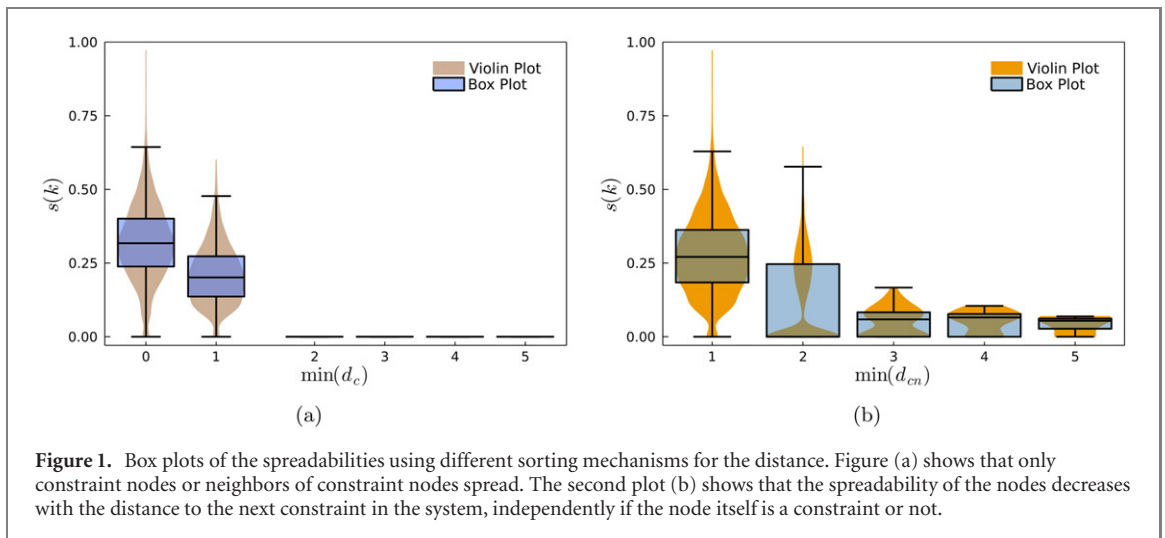 1.00
0.75
0.50
0.25
0.00
s(k)
Violin Plot
Box Plot
0 1 2 3 4 5
min(d_c)
(a)
1.00
0.75
0.50
0.25
0.00
s(k)
Violin Plot
Box Plot
1 2 3 4 5
min(d_cn)
(b)
Figure 1. Box plots of the spreadabilities using different sorting mechanisms for the distance. Figure (a) shows that only
constraint nodes or neighbors of constraint nodes spread. The second plot (b) shows that the spreadability of the nodes decreases
with the distance to the next constraint in the system, independently if the node itself is a constraint or not.